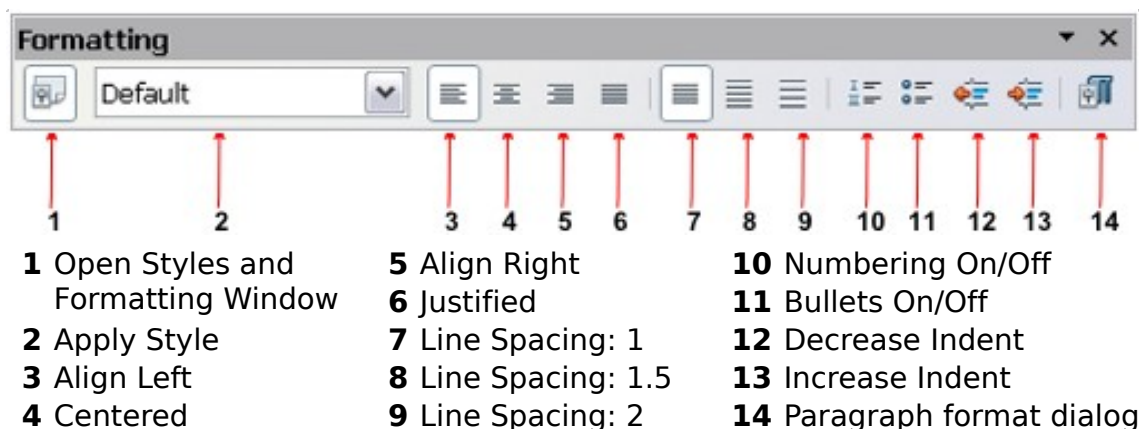 Formatting
Default
1 2 3 4 5 6 7 8 9 10 11 12 13 14
1 Open Styles and
Formatting Window
2 Apply Style
3 Align Left
4 Centered
5 Align Right
6 Justified
7 Line Spacing: 1
8 Line Spacing: 1.5
9 Line Spacing: 2
10 Numbering On/Off
11 Bullets On/Off
12 Decrease Indent
13 Increase Indent
14 Paragraph format dialog